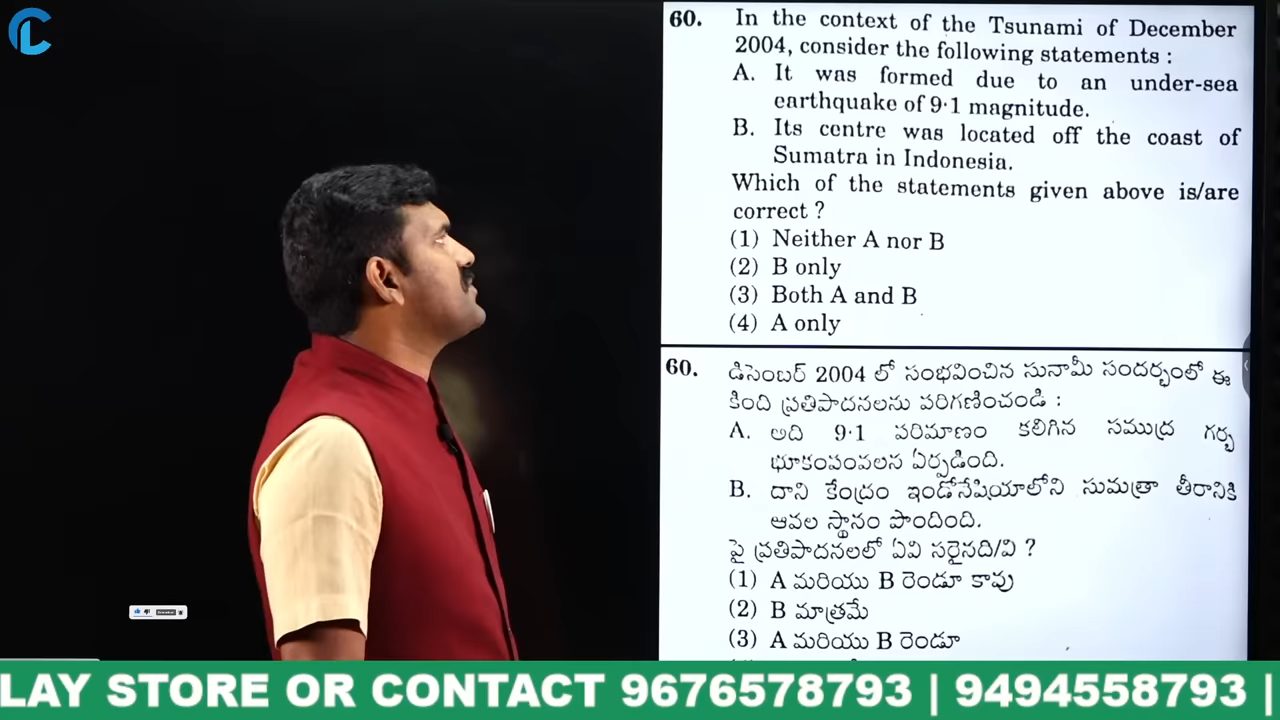 60. In the context of the Tsunami of December
2004, consider the following statements :
A. It was formed due to an under-sea
earthquake of 9·1 magnitude.
B. Its centre was located off the coast of
Sumatra in Indonesia.
Which of the statements given above is/are
correct ?
(1) Neither A nor B
(2) B only
(3) Both A and B
(4) A only
60. డిసెంబర్ 2004 లో సంభవించిన సునామీ సందర్భంలో ఈ
కింది ప్రతిపాదనలను పరిగణించండి :
A. అది 9·1 పరిమాణం కలిగిన సముద్ర గర్భ
భూకంపంవలన ఏర్పడింది.
B. దాని కేంద్రం ఇండోనేషియాలోని సుమత్రా తీరానికి
ఆవల స్థానం పొందింది.
పై ప్రతిపాదనలలో ఏవి సరైనది/వి ?
(1) A మరియు B రెండూ కావు
(2) B మాత్రమే
(3) A మరియు B రెండూ
LAY STORE OR CONTACT 9676578793 | 9494558793 |